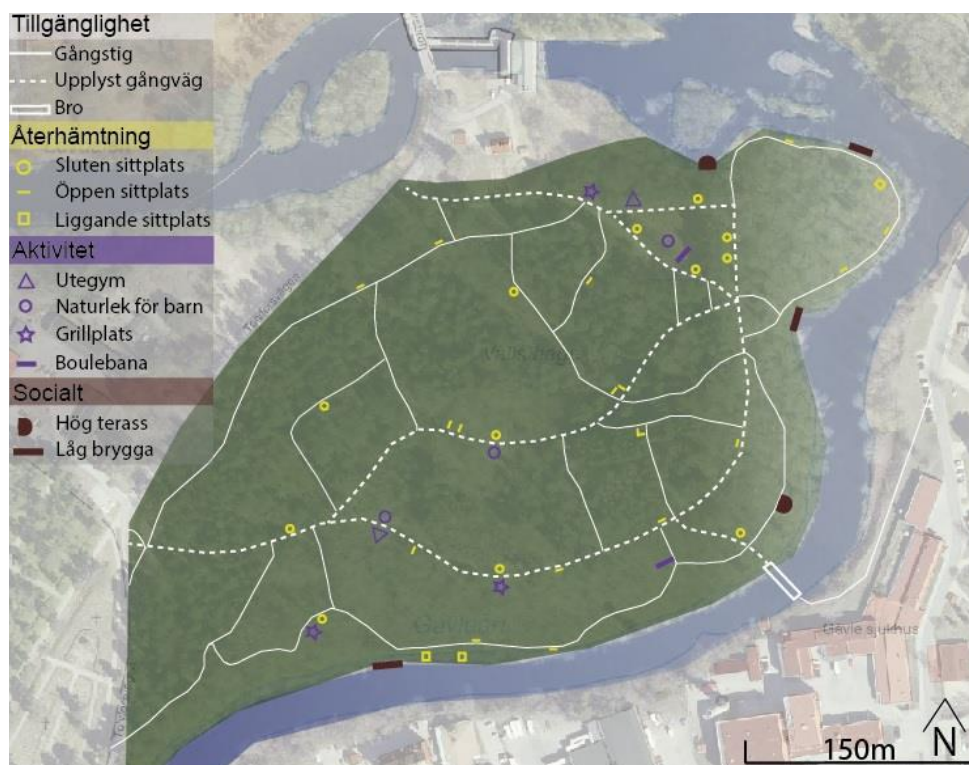 Tillgänglighet
Gångstig
Upplyst gångväg
Bro
Återhämtning
Sluten sittplats
Öppen sittplats
Liggande sittplats
Aktivitet
Utegym
Naturlek för barn
Grillplats
Boulebana
Socialt
Hög terass
Låg brygga
Gavleån
Gävle sjukhus
150m
N